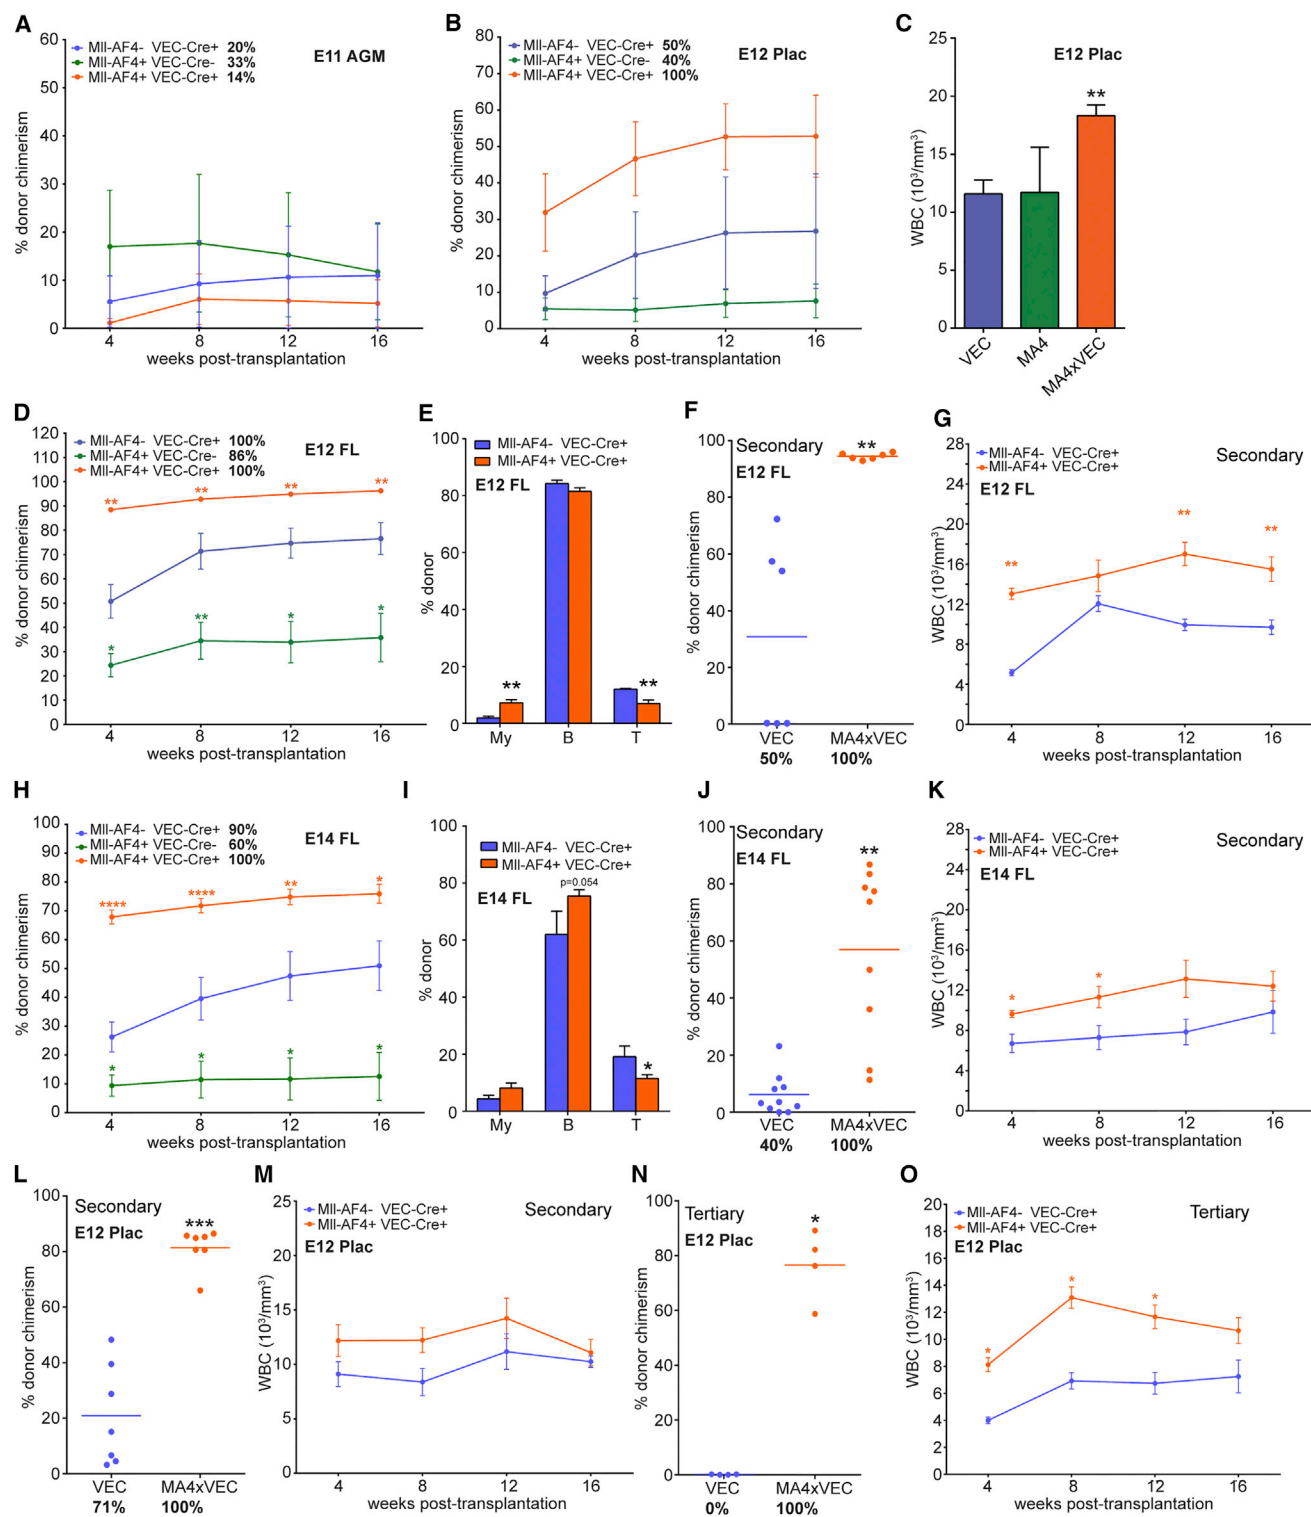 A
Mll-AF4- VEC-Cre+ 20%
Mll-AF4+ VEC-Cre- 33%
Mll-AF4+ VEC-Cre+ 14%
E11 AGM
% donor chimerism
60
50
40
30
20
10
0
4 8 12 16
weeks post-transplantation
B
Mll-AF4- VEC-Cre+ 50%
Mll-AF4+ VEC-Cre- 40%
Mll-AF4+ VEC-Cre+ 100%
E12 Plac
% donor chimerism
80
70
60
50
40
30
20
10
0
4 8 12 16
weeks post-transplantation
C
E12 Plac
**
WBC (10³/mm³)
25
20
15
10
5
0
VEC MA4 MA4xVEC
D
Mll-AF4- VEC-Cre+ 100%
Mll-AF4+ VEC-Cre- 86%
Mll-AF4+ VEC-Cre+ 100%
E12 FL
% donor chimerism
120
110
100
90
80
70
60
50
40
30
20
10
0
** ** ** **
* ** * *
4 8 12 16
weeks post-transplantation
E
Mll-AF4- VEC-Cre+
Mll-AF4+ VEC-Cre+
E12 FL
% donor
100
80
60
40
20
0
** **
My B T
F
Secondary
E12 FL
**
% donor chimerism
100
80
60
40
20
0
VEC MA4xVEC
50% 100%
G
Mll-AF4- VEC-Cre+
Mll-AF4+ VEC-Cre+
Secondary
E12 FL
WBC (10³/mm³)
28
24
20
16
12
8
4
0
** ** **
4 8 12 16
weeks post-transplantation
H
Mll-AF4- VEC-Cre+ 90%
Mll-AF4+ VEC-Cre- 60%
Mll-AF4+ VEC-Cre+ 100%
E14 FL
% donor chimerism
100
90
80
70
60
50
40
30
20
10
0
**** **** ** *
* * * *
4 8 12 16
weeks post-transplantation
I
Mll-AF4- VEC-Cre+
Mll-AF4+ VEC-Cre+
p=0.054
E14 FL
% donor
100
80
60
40
20
0
*
My B T
J
Secondary
E14 FL
**
% donor chimerism
100
80
60
40
20
0
VEC MA4xVEC
40% 100%
K
Mll-AF4- VEC-Cre+
Mll-AF4+ VEC-Cre+
Secondary
E14 FL
WBC (10³/mm³)
28
24
20
16
12
8
4
0
* *
4 8 12 16
weeks post-transplantation
L
Secondary
E12 Plac
***
% donor chimerism
100
80
60
40
20
0
VEC MA4xVEC
71% 100%
M
Mll-AF4- VEC-Cre+
Mll-AF4+ VEC-Cre+
Secondary
E12 Plac
WBC (10³/mm³)
25
20
15
10
5
0
4 8 12 16
weeks post-transplantation
N
Tertiary
E12 Plac
*
% donor chimerism
100
80
60
40
20
0
VEC MA4xVEC
0% 100%
O
Mll-AF4- VEC-Cre+
Mll-AF4+ VEC-Cre+
Tertiary
E12 Plac
WBC (10³/mm³)
20
18
16
14
12
10
8
6
4
2
0
* * *
4 8 12 16
weeks post-transplantation